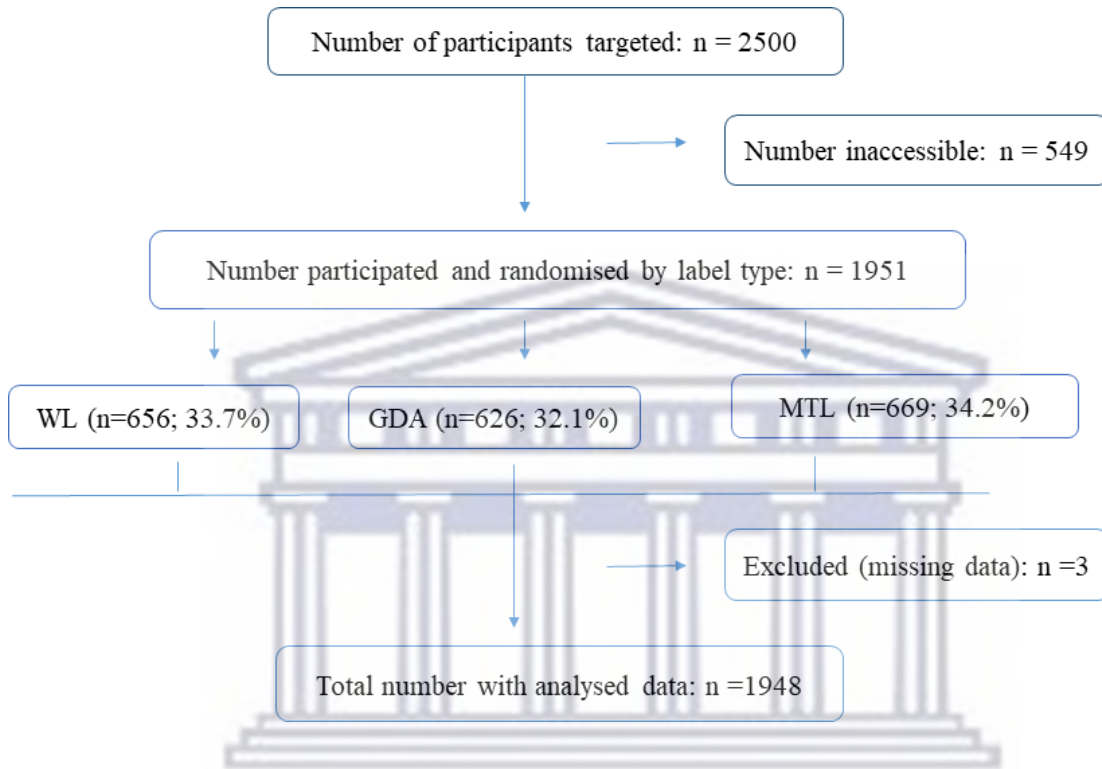 Number of participants targeted: n = 2500
Number inaccessible: n = 549
Number participated and randomised by label type: n = 1951
WL (n=656; 33.7%)
GDA (n=626; 32.1%)
MTL (n=669; 34.2%)
Excluded (missing data): n =3
Total number with analysed data: n =1948